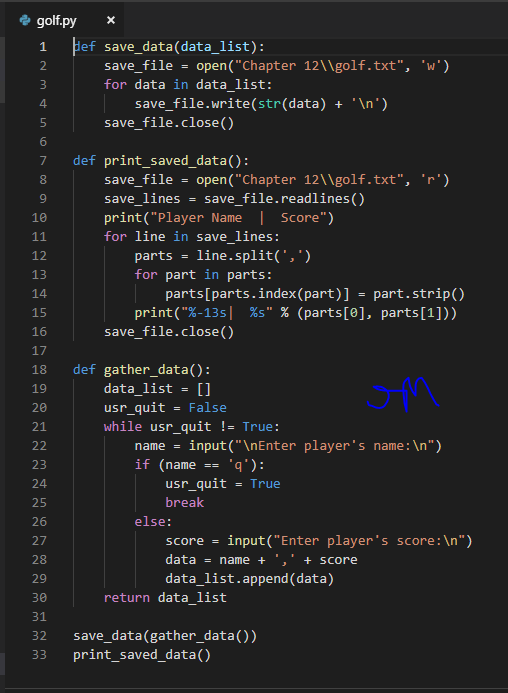 golf.py ×
1 def save_data(data_list):
2     save_file = open("Chapter 12\\golf.txt", 'w')
3     for data in data_list:
4         save_file.write(str(data) + '\n')
5     save_file.close()
6
7 def print_saved_data():
8     save_file = open("Chapter 12\\golf.txt", 'r')
9     save_lines = save_file.readlines()
10     print("Player Name  |  Score")
11     for line in save_lines:
12         parts = line.split(',')
13         for part in parts:
14             parts[parts.index(part)] = part.strip()
15         print("%-13s|  %s" % (parts[0], parts[1]))
16     save_file.close()
17
18 def gather_data():
19     data_list = []
20     usr_quit = False
21     while usr_quit != True:
22         name = input("\nEnter player's name:\n")
23         if (name == 'q'):
24             usr_quit = True
25             break
26         else:
27             score = input("Enter player's score:\n")
28             data = name + ',' + score
29             data_list.append(data)
30     return data_list
31
32 save_data(gather_data())
33 print_saved_data()